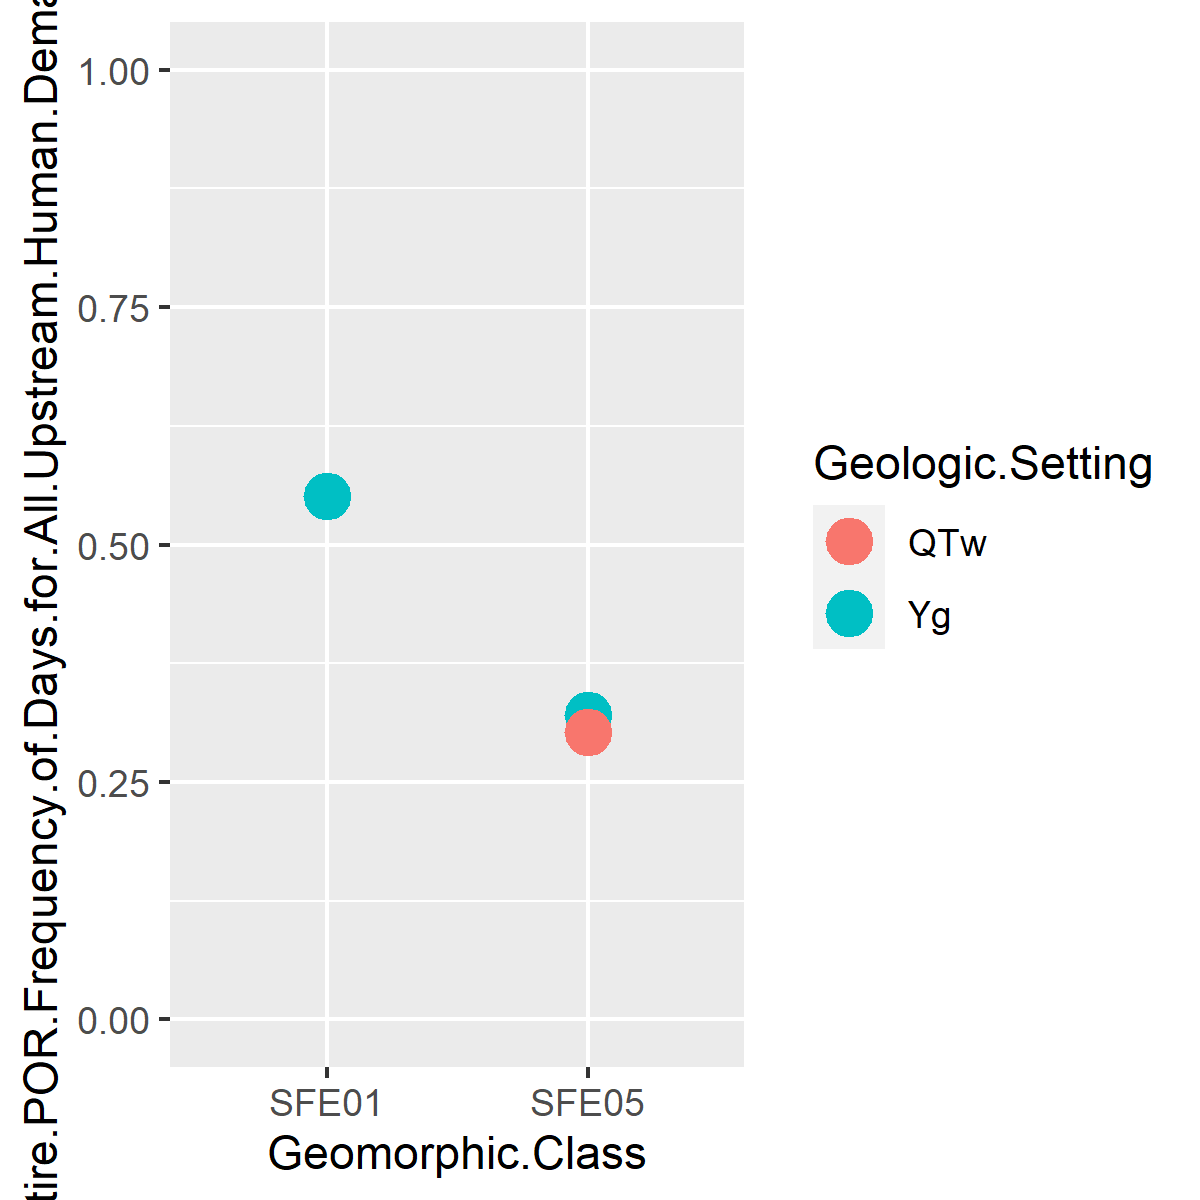 tire.POR.Frequency.of.Days.for.All.Upstream.Human.Dema
1.00
0.75
0.50
0.25
0.00
SFE01
SFE05
Geomorphic.Class
Geologic.Setting
QTw
Yg